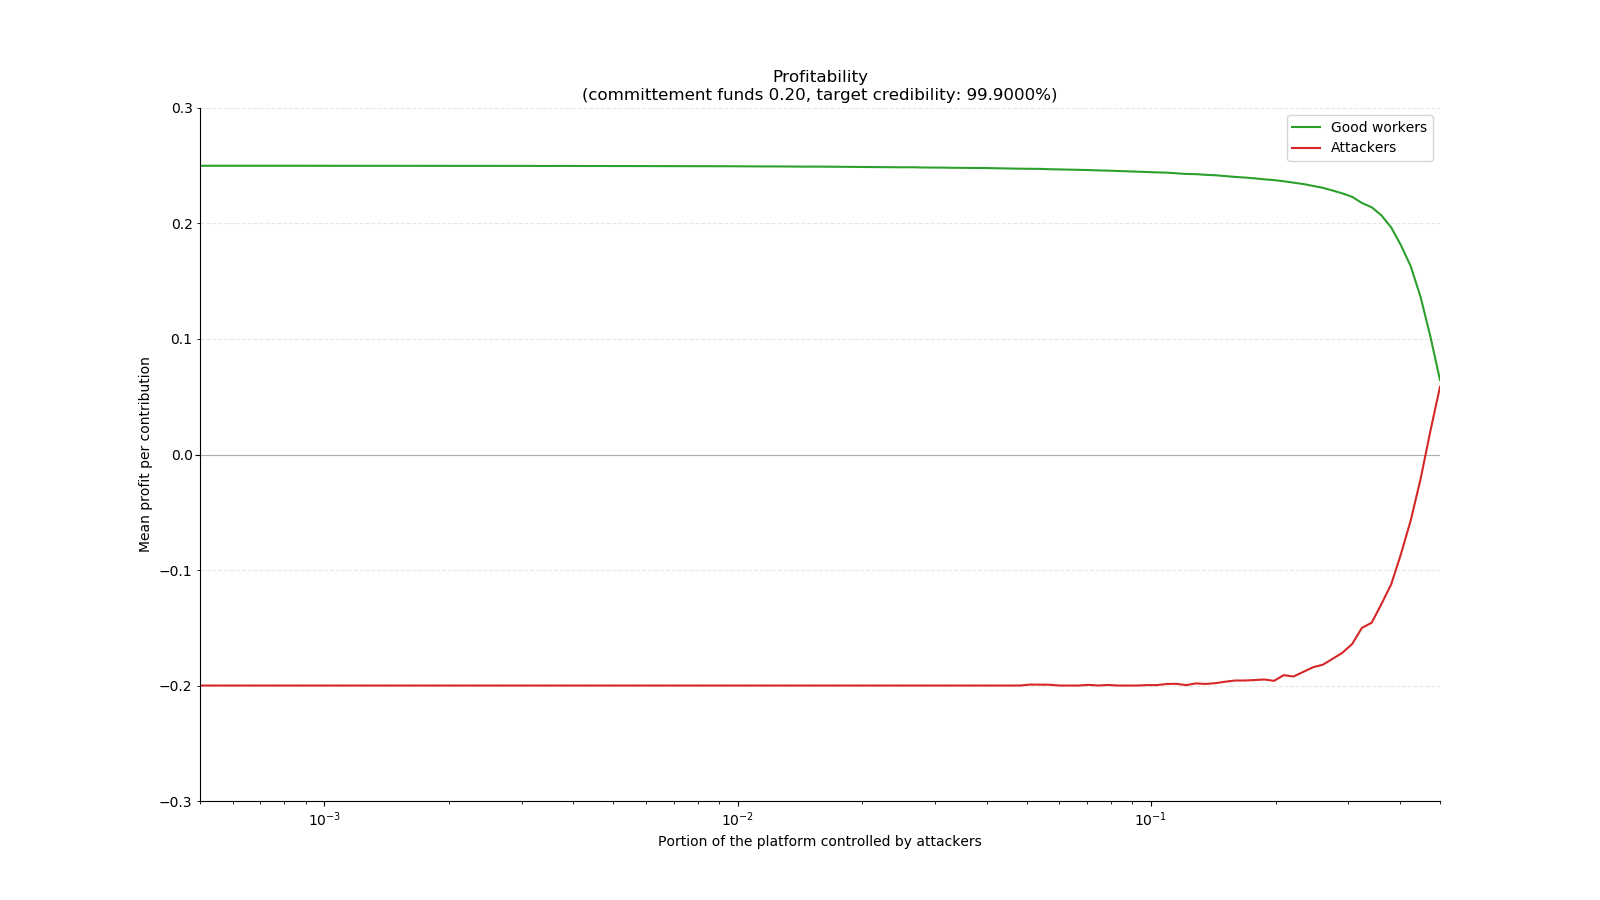 Profitability
(committement funds 0.20, target credibility: 99.9000%)
Good workers
Attackers
0.3
0.2
0.1
0.0
−0.1
−0.2
−0.3
Mean profit per contribution
10⁻³ 10⁻² 10⁻¹
Portion of the platform controlled by attackers